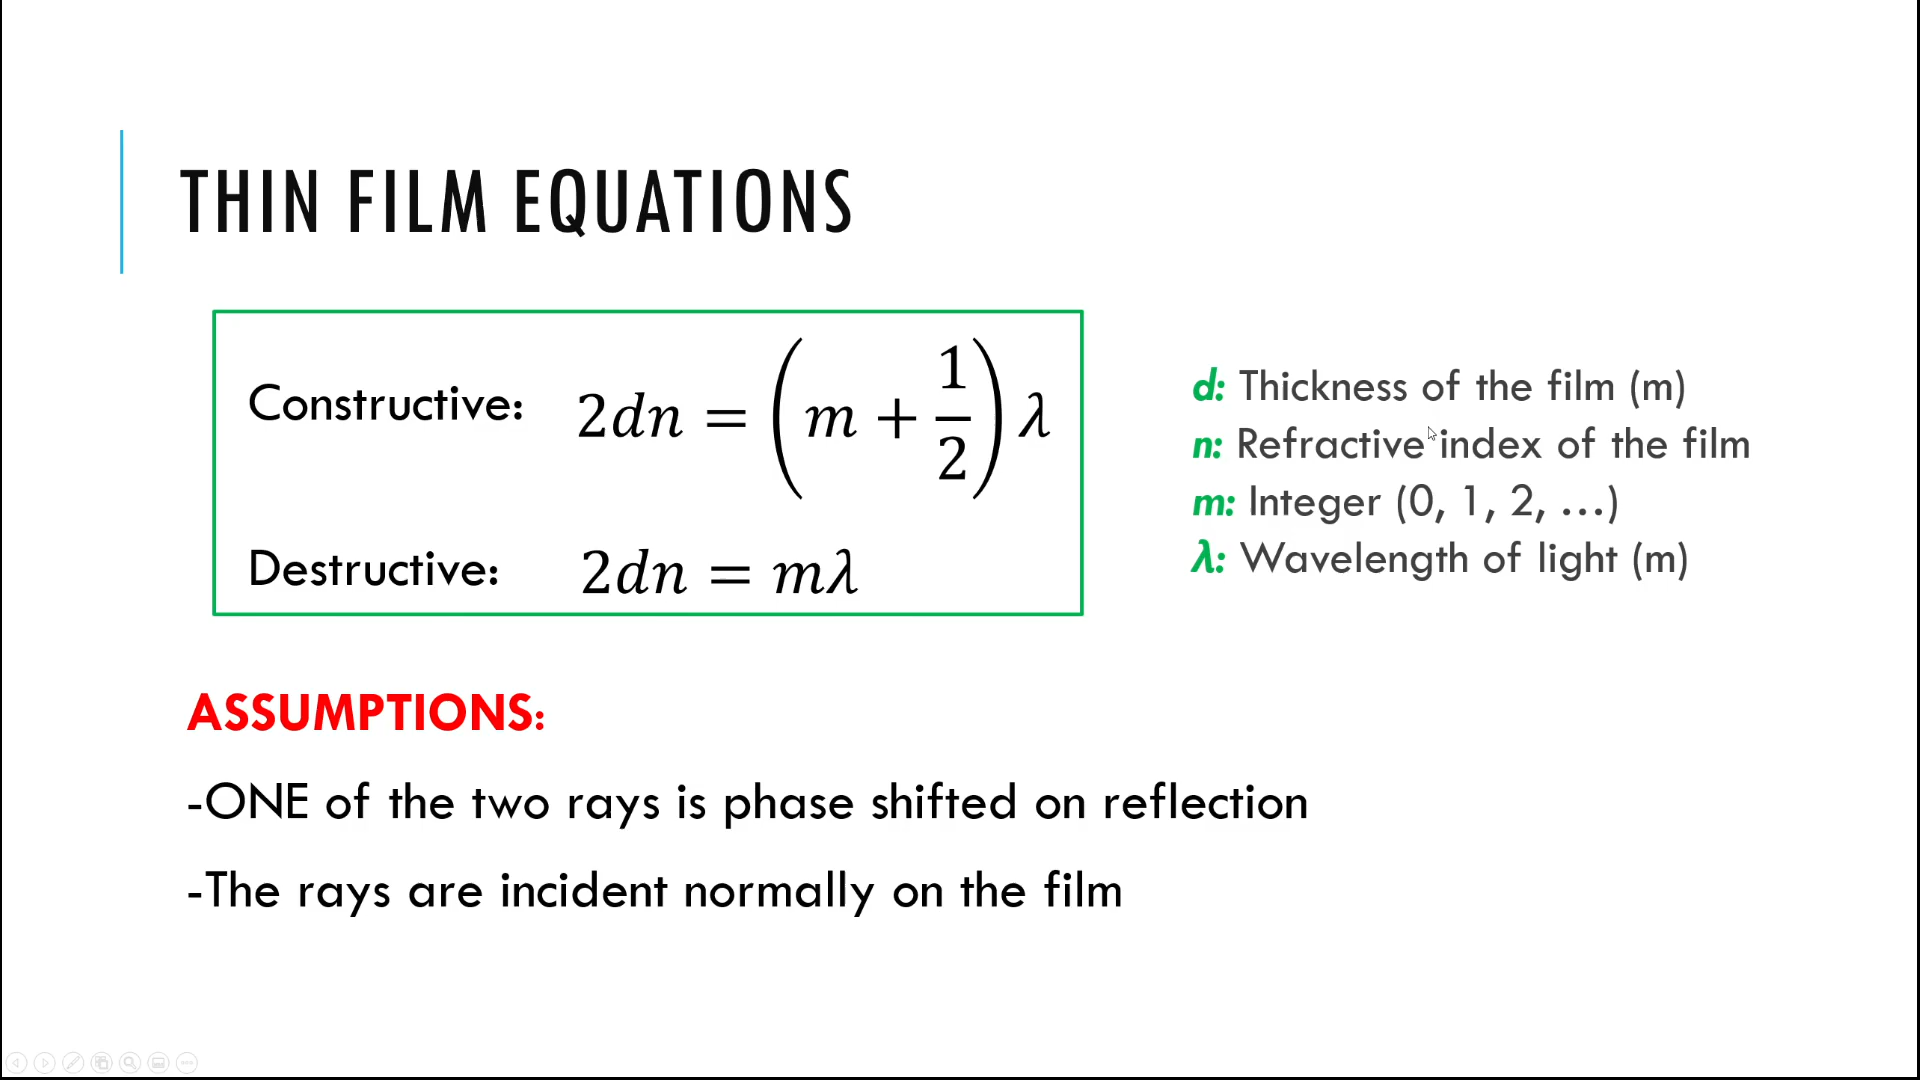 THIN FILM EQUATIONS
Constructive: 2dn = (m + 1/2) λ
Destructive: 2dn = mλ
d: Thickness of the film (m)
n: Refractive index of the film
m: Integer (0, 1, 2, …)
λ: Wavelength of light (m)
ASSUMPTIONS:
-ONE of the two rays is phase shifted on reflection
-The rays are incident normally on the film